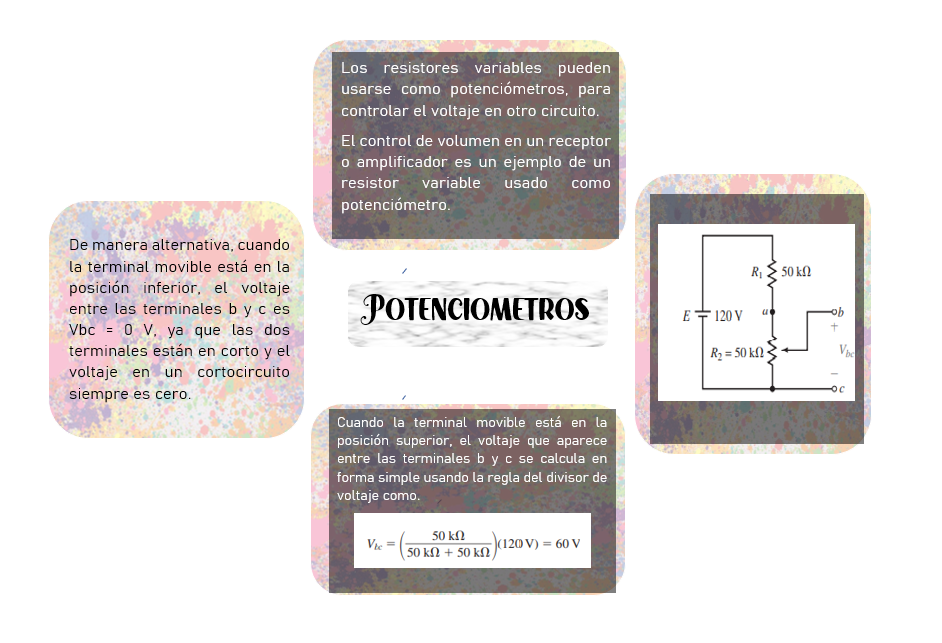 Los resistores variables pueden
usarse como potenciómetros, para
controlar el voltaje en otro circuito.
El control de volumen en un receptor
o amplificador es un ejemplo de un
resistor variable usado como
potenciómetro.
De manera alternativa, cuando
la terminal movible está en la
posición inferior, el voltaje
entre las terminales b y c es
Vbc = 0 V, ya que las dos
terminales están en corto y el
voltaje en un cortocircuito
siempre es cero.
Potenciometros
R₁ 50 kΩ
E 120 V
a
b
+
R₂ = 50 kΩ
Vbc
−
c
Cuando la terminal movible está en la
posición superior, el voltaje que aparece
entre las terminales b y c se calcula en
forma simple usando la regla del divisor de
voltaje como.
Vbc = (50 kΩ / 50 kΩ + 50 kΩ)(120 V) = 60 V